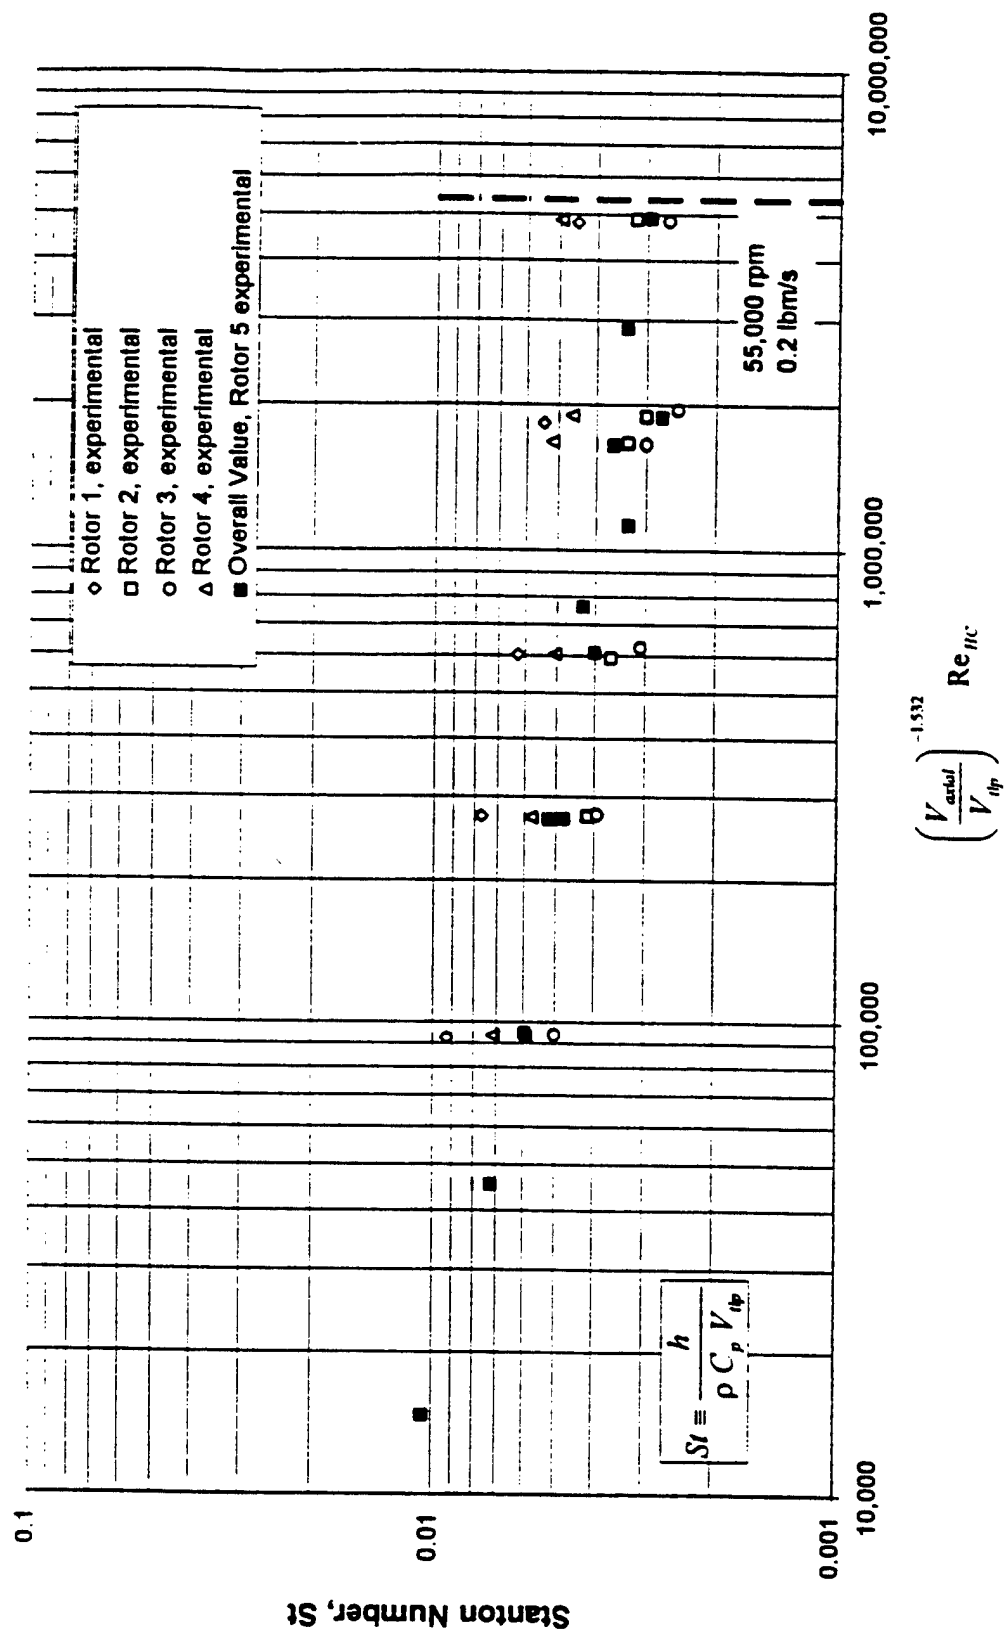 Stanton Number, St
0.1
0.01
0.001
10,000
100,000
1,000,000
10,000,000
Rotor 1, experimental
Rotor 2, experimental
Rotor 3, experimental
Rotor 4, experimental
Overall Value, Rotor 5 experimental
55,000 rpm
0.2 lbm/s
St ≡ h / ρ C_p V_tip
(V_axial / V_tip)^-1.532 Re_HC